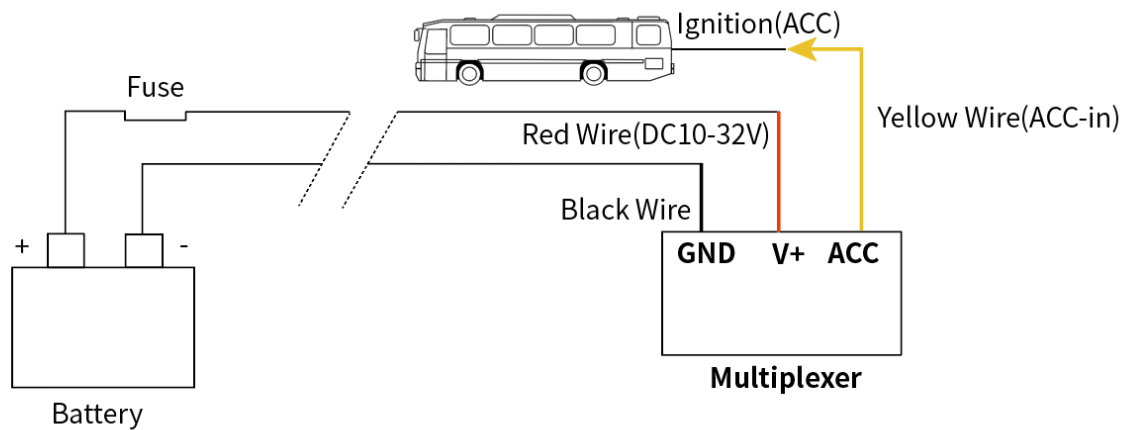 Ignition(ACC)
Fuse
Yellow Wire(ACC-in)
Red Wire(DC10-32V)
Black Wire
+
-
GND V+ ACC
Multiplexer
Battery